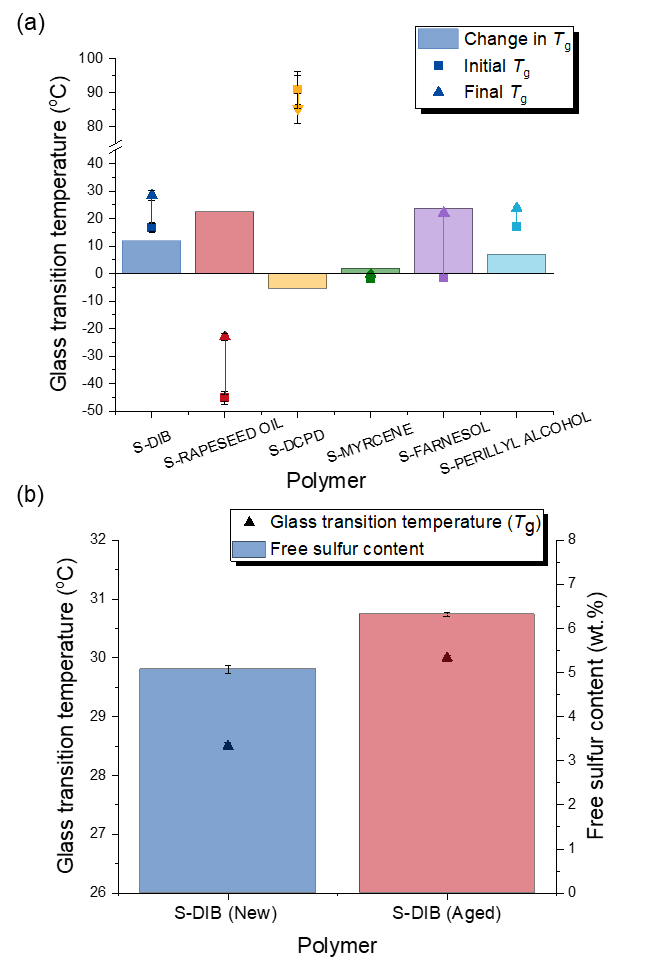 (a)
Change in Tg
Initial Tg
Final Tg
Glass transition temperature (oC)
100
90
80
40
30
20
10
0
-10
-20
-30
-40
-50
S-DIB
S-RAPESEED OIL
S-DCPD
S-MYRCENE
S-FARNESOL
S-PERILLYL ALCOHOL
Polymer
(b)
Glass transition temperature (Tg)
Free sulfur content
Glass transition temperature (oC)
32
31
30
29
28
27
26
8
7
6
5
4
3
2
1
0
Free sulfur content (wt.%)
S-DIB (New)
S-DIB (Aged)
Polymer